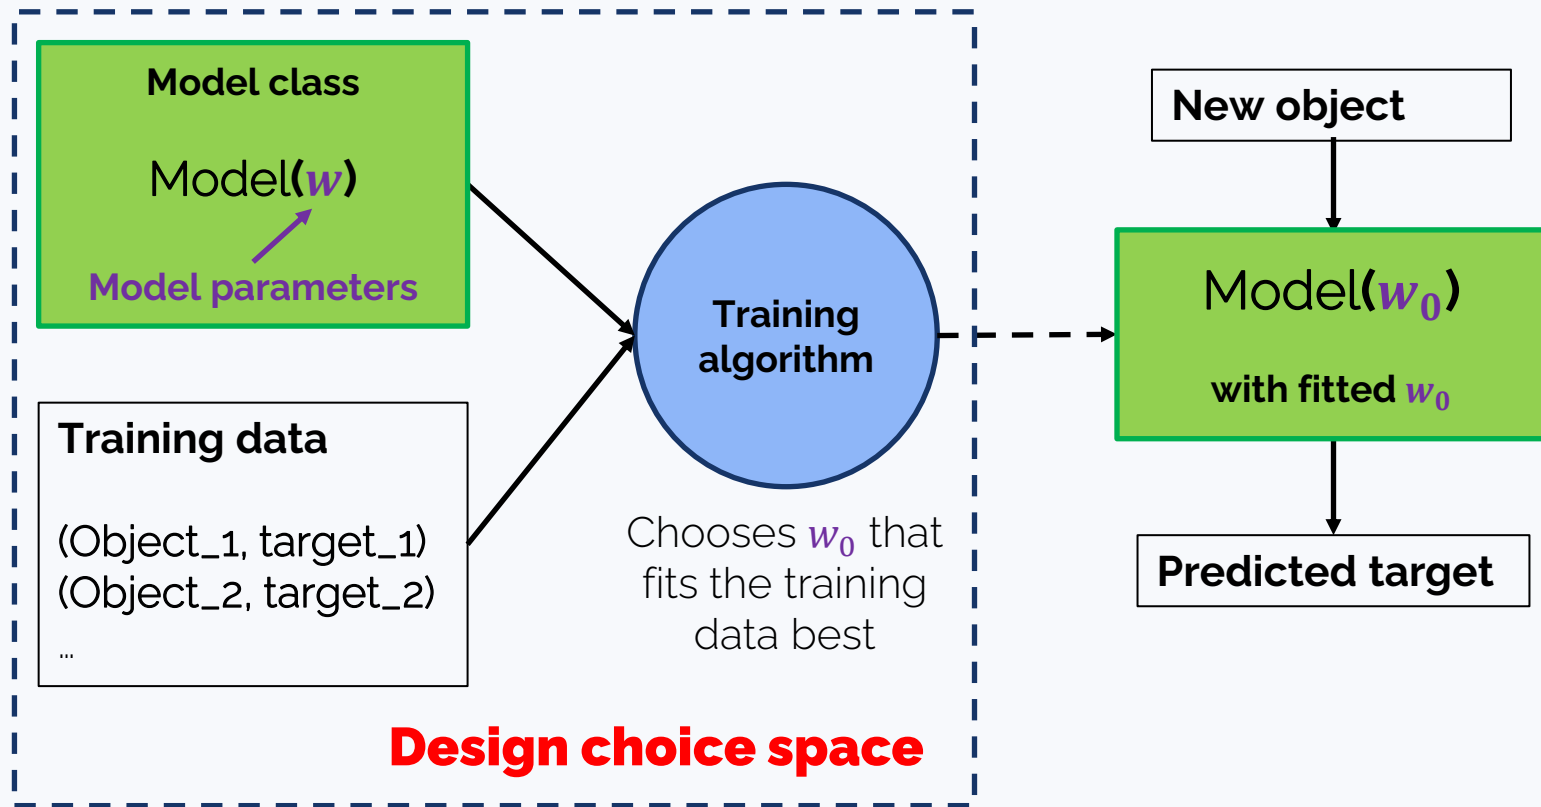 Model class
Model(w)
Model parameters
Training data
(Object_1, target_1)
(Object_2, target_2)
...
Training
algorithm
Chooses w₀ that
fits the training
data best
Design choice space
New object
Model(w₀)
with fitted w₀
Predicted target